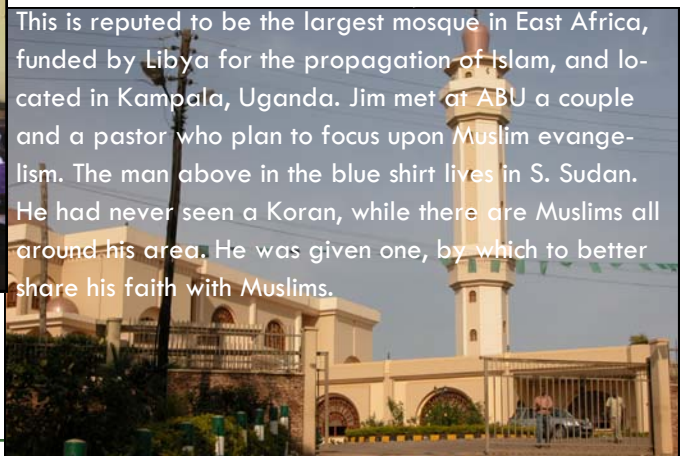 This is reputed to be the largest mosque in East Africa,
funded by Libya for the propagation of Islam, and lo-
cated in Kampala, Uganda. Jim met at ABU a couple
and a pastor who plan to focus upon Muslim evange-
lism. The man above in the blue shirt lives in S. Sudan.
He had never seen a Koran, while there are Muslims all
around his area. He was given one, by which to better
share his faith with Muslims.